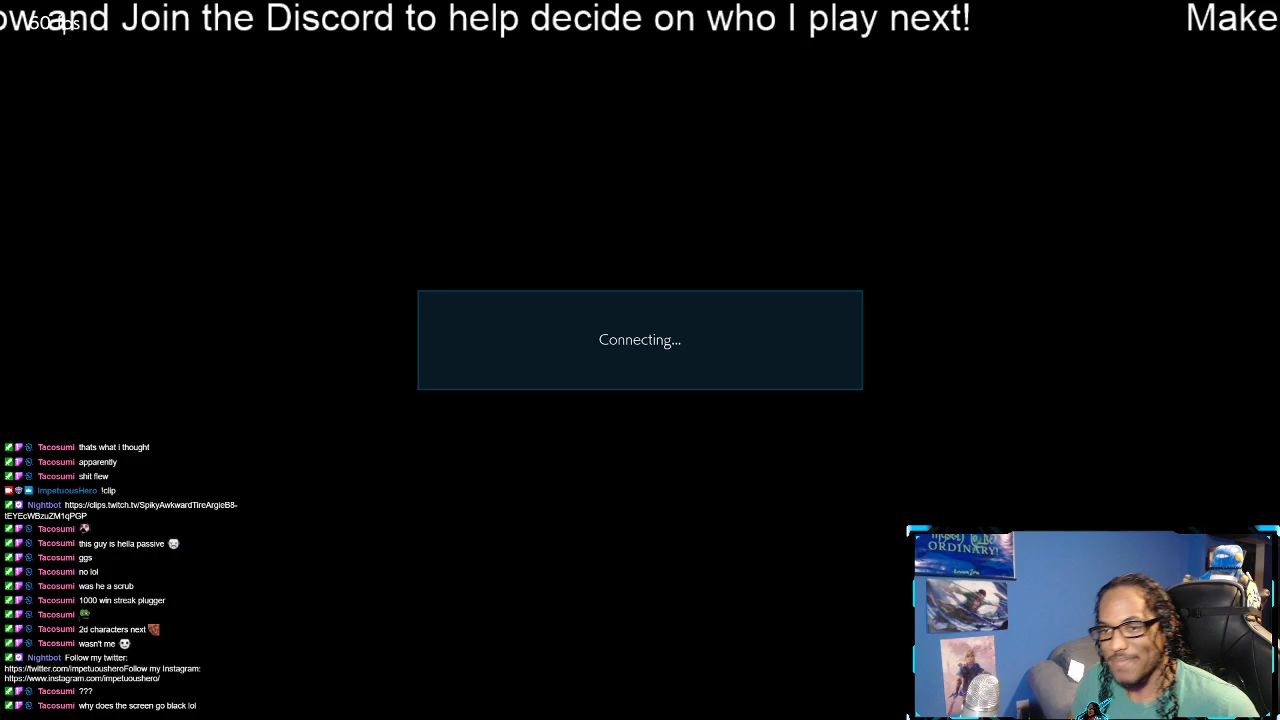 ow and Join the Discord to help decide on who I play next! Make
60 fps
Connecting...
Tacosumi thats what i thought
Tacosumi apparently
Tacosumi shit flew
ImpetuousHero !clip
Nightbot https://clips.twitch.tv/SpikyAwkwardTireArgieB8-
tEYEcWBzuZM1qPGP
Tacosumi
Tacosumi this guy is hella passive
Tacosumi ggs
Tacosumi no lol
Tacosumi was he a scrub
Tacosumi 1000 win streak plugger
Tacosumi
Tacosumi 2d characters next
Tacosumi wasn't me
Nightbot Follow my twitter:
https://twitter.com/impetuousheroFollow my Instagram:
https://www.instagram.com/impetuoushero/
Tacosumi ???
Tacosumi why does the screen go black lol
ORDINARY!